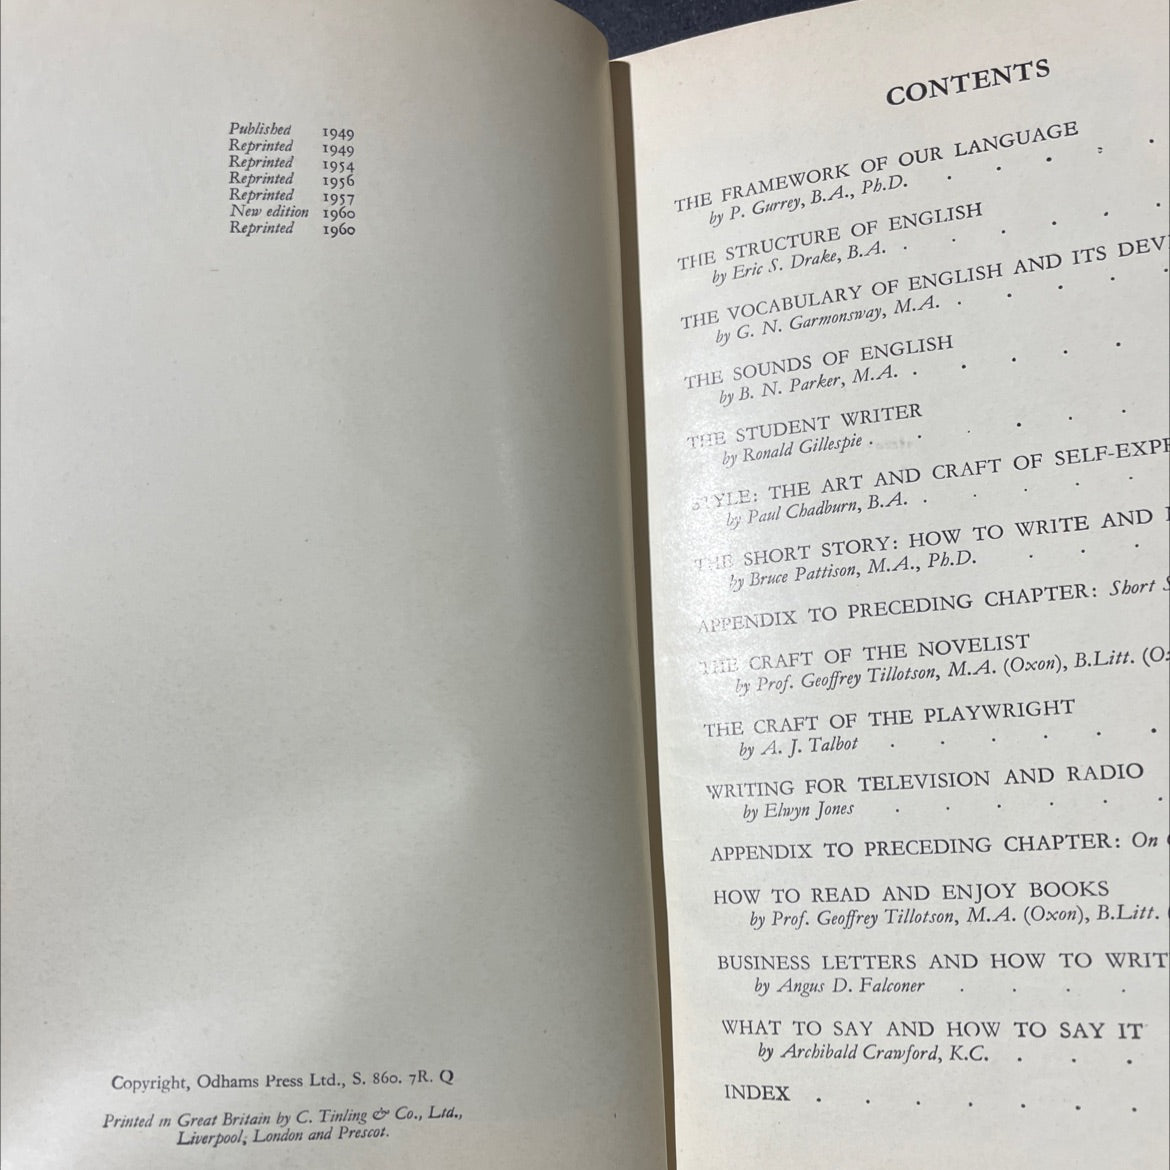 Published 1949
Reprinted 1949
Reprinted 1954
Reprinted 1956
Reprinted 1957
New edition 1960
Reprinted 1960
Copyright, Odhams Press Ltd., S. 860. 7R. Q
Printed in Great Britain by C. Tinling & Co., Ltd.,
Liverpool, London and Prescot.
CONTENTS
THE FRAMEWORK OF OUR LANGUAGE
by P. Gurrey, B.A., Ph.D.
THE STRUCTURE OF ENGLISH
by Eric S. Drake, B.A.
THE VOCABULARY OF ENGLISH AND ITS DEV
by G. N. Garmonsway, M.A.
THE SOUNDS OF ENGLISH
by B. N. Parker, M.A.
THE STUDENT WRITER
by Ronald Gillespie
STYLE: THE ART AND CRAFT OF SELF-EXPR
by Paul Chadburn, B.A.
THE SHORT STORY: HOW TO WRITE AND
by Bruce Pattison, M.A., Ph.D.
APPENDIX TO PRECEDING CHAPTER: Short S
THE CRAFT OF THE NOVELIST
by Prof. Geoffrey Tillotson, M.A. (Oxon), B.Litt. (Ox
THE CRAFT OF THE PLAYWRIGHT
by A. J. Talbot
WRITING FOR TELEVISION AND RADIO
by Elwyn Jones
APPENDIX TO PRECEDING CHAPTER: On
HOW TO READ AND ENJOY BOOKS
by Prof. Geoffrey Tillotson, M.A. (Oxon), B.Litt. (
BUSINESS LETTERS AND HOW TO WRIT
by Angus D. Falconer
WHAT TO SAY AND HOW TO SAY IT
by Archibald Crawford, K.C.
INDEX